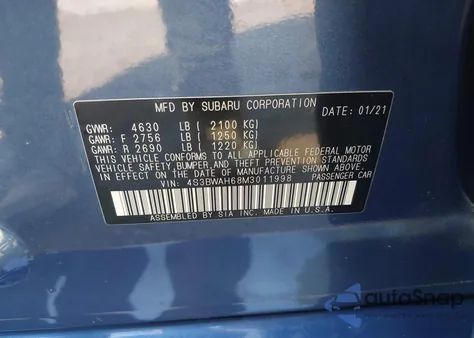 MFD BY SUBARU CORPORATION
DATE: 01/21
GVWR: 4630 LB ( 2100 KG)
GAWR: F 2756 LB ( 1250 KG)
GAWR: R 2690 LB ( 1220 KG)
THIS VEHICLE CONFORMS TO ALL APPLICABLE FEDERAL MOTOR
VEHICLE SAFETY, BUMPER, AND THEFT PREVENTION STANDARDS
IN EFFECT ON THE DATE OF MANUFACTURE SHOWN ABOVE.
VIN: 4S3BWAH68M3011998 PASSENGER CAR
ASSEMBLED BY SIA INC. MADE IN U.S.A.
autoSnap